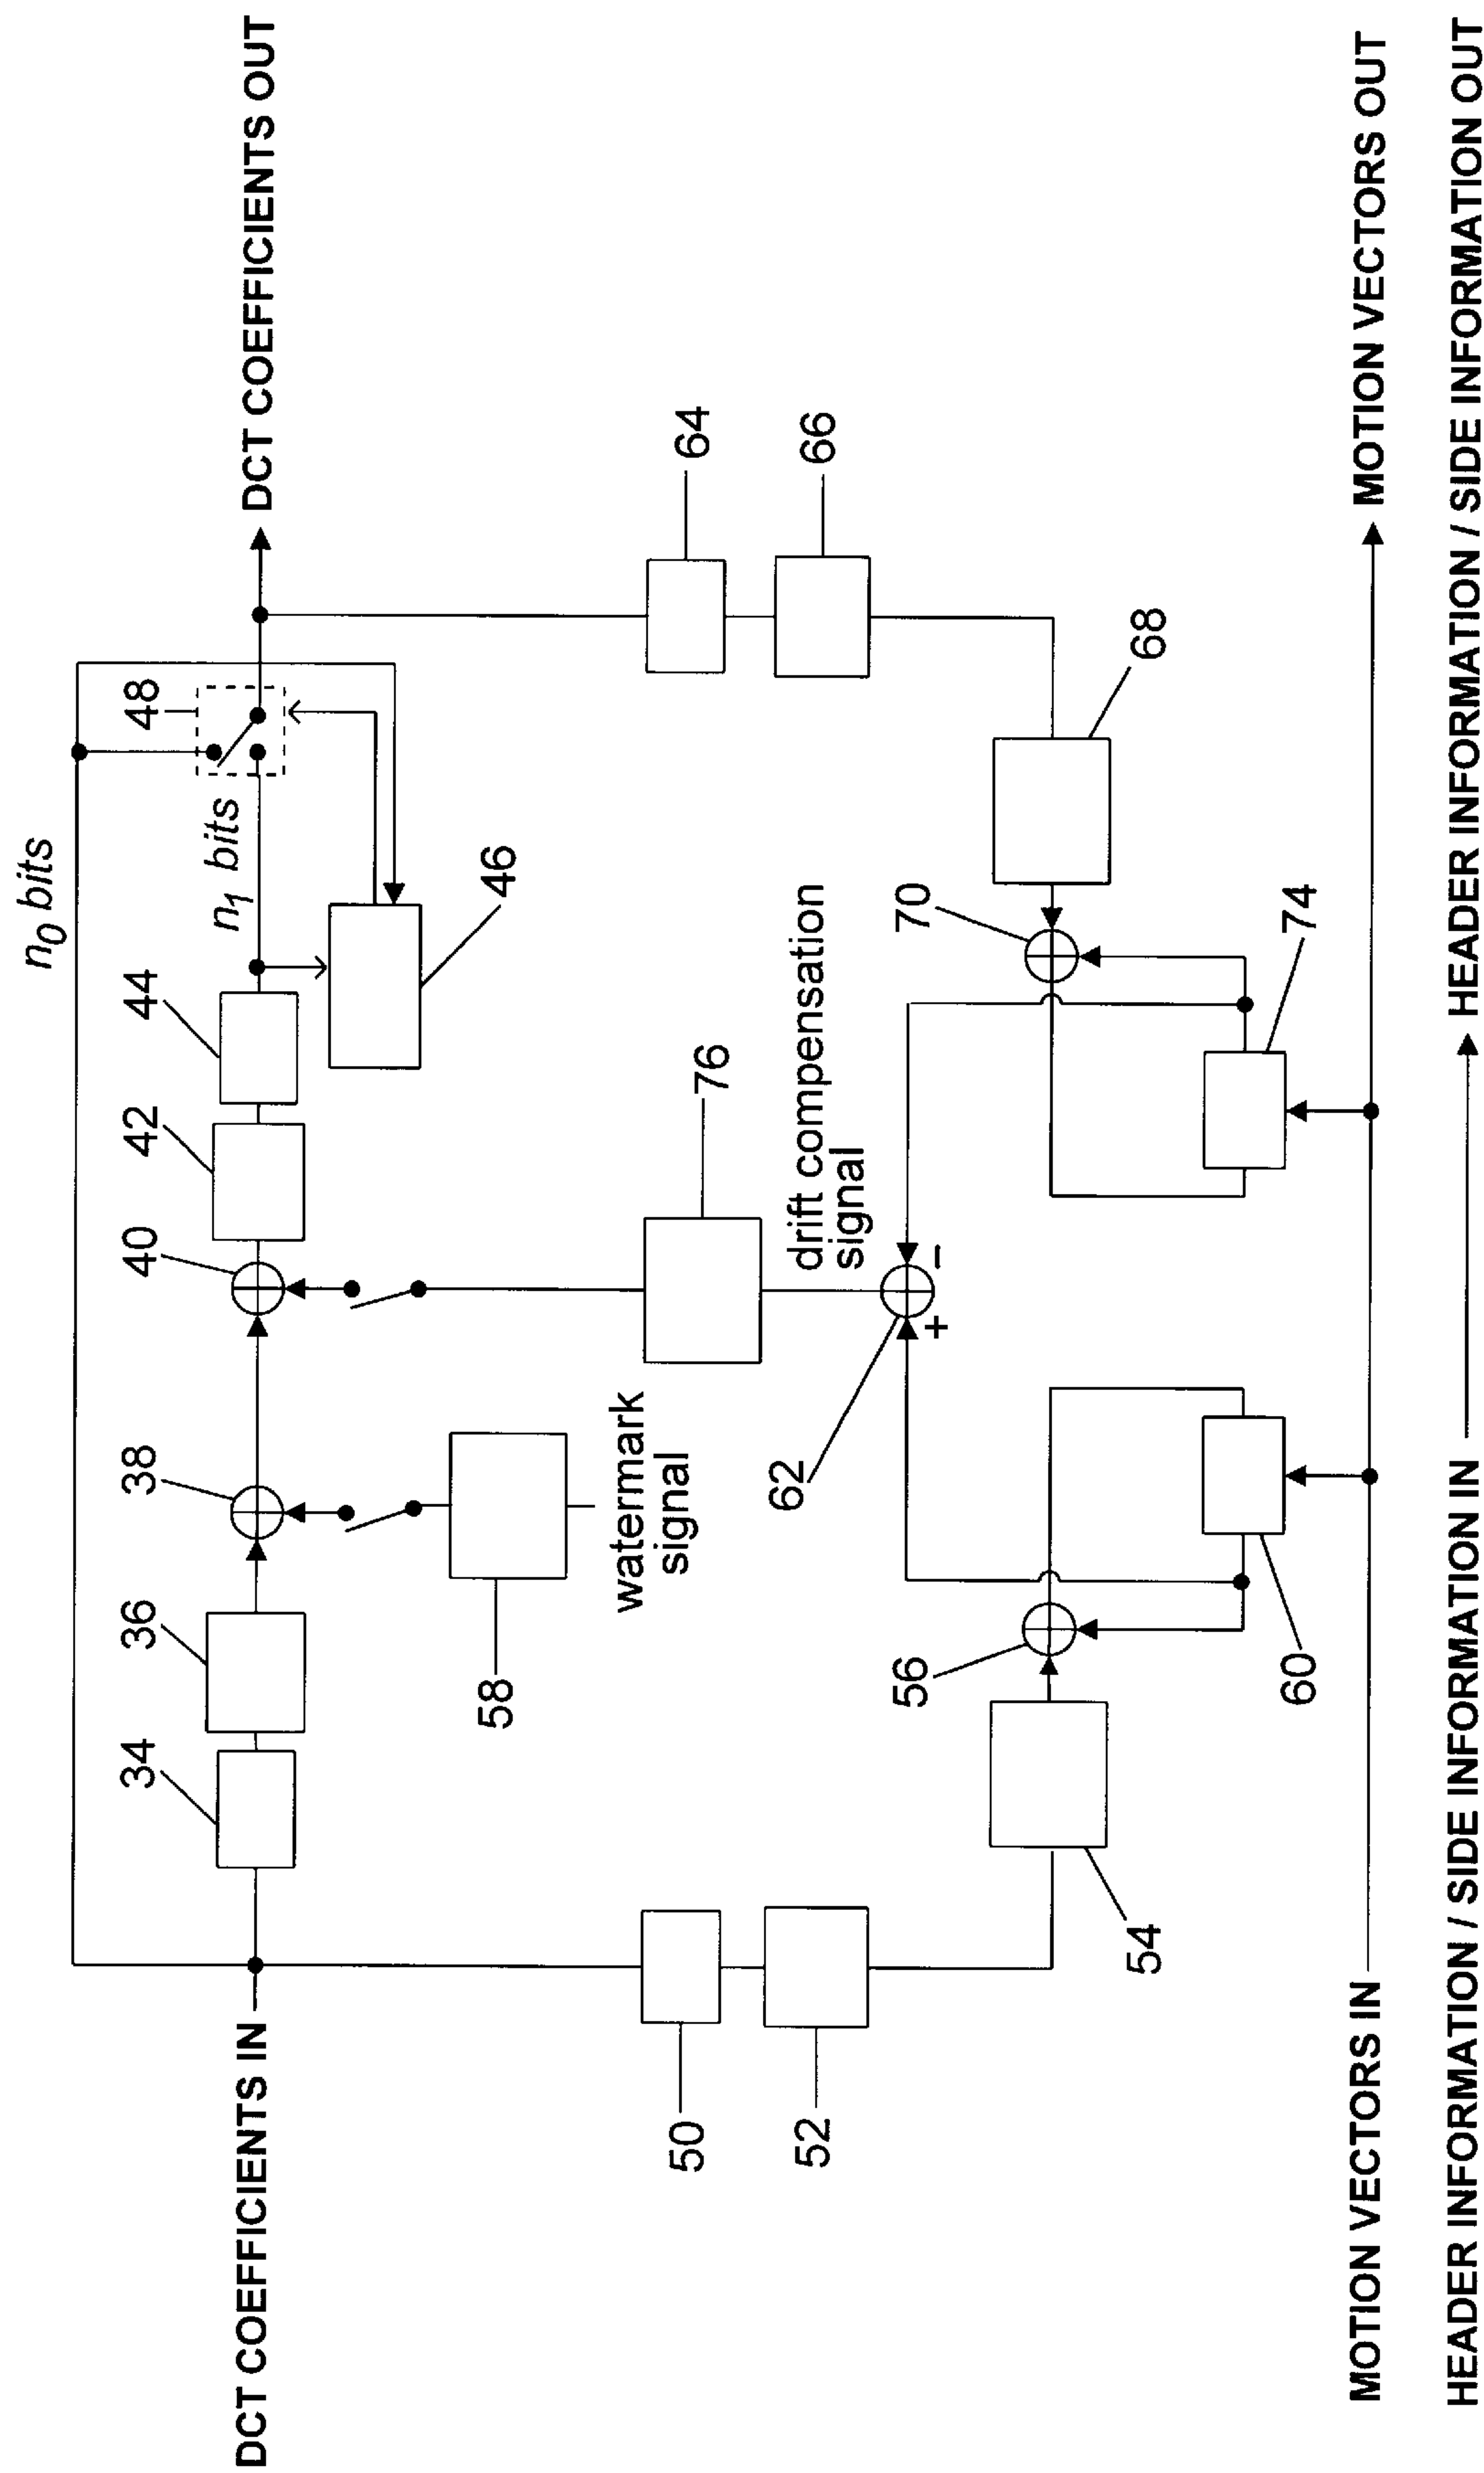 n0 bits
34
36
38
40
42
44
n1 bits
48
DCT COEFFICIENTS IN
DCT COEFFICIENTS OUT
58
46
watermark
signal
76
50
64
52
62
drift compensation
signal
66
+
−
56
70
54
68
60
74
MOTION VECTORS IN
MOTION VECTORS OUT
HEADER INFORMATION / SIDE INFORMATION IN
HEADER INFORMATION / SIDE INFORMATION OUT